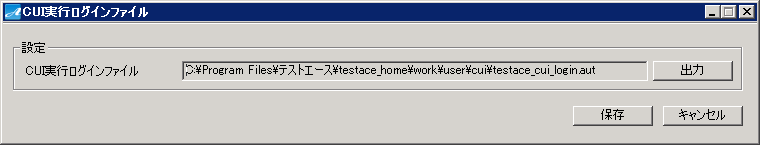 CUI実行ログインファイル
設定
CUI実行ログインファイル
C:¥Program Files¥テストエース¥testace_home¥work¥user¥cui¥testace_cui_login.aut
出力
保存
キャンセル